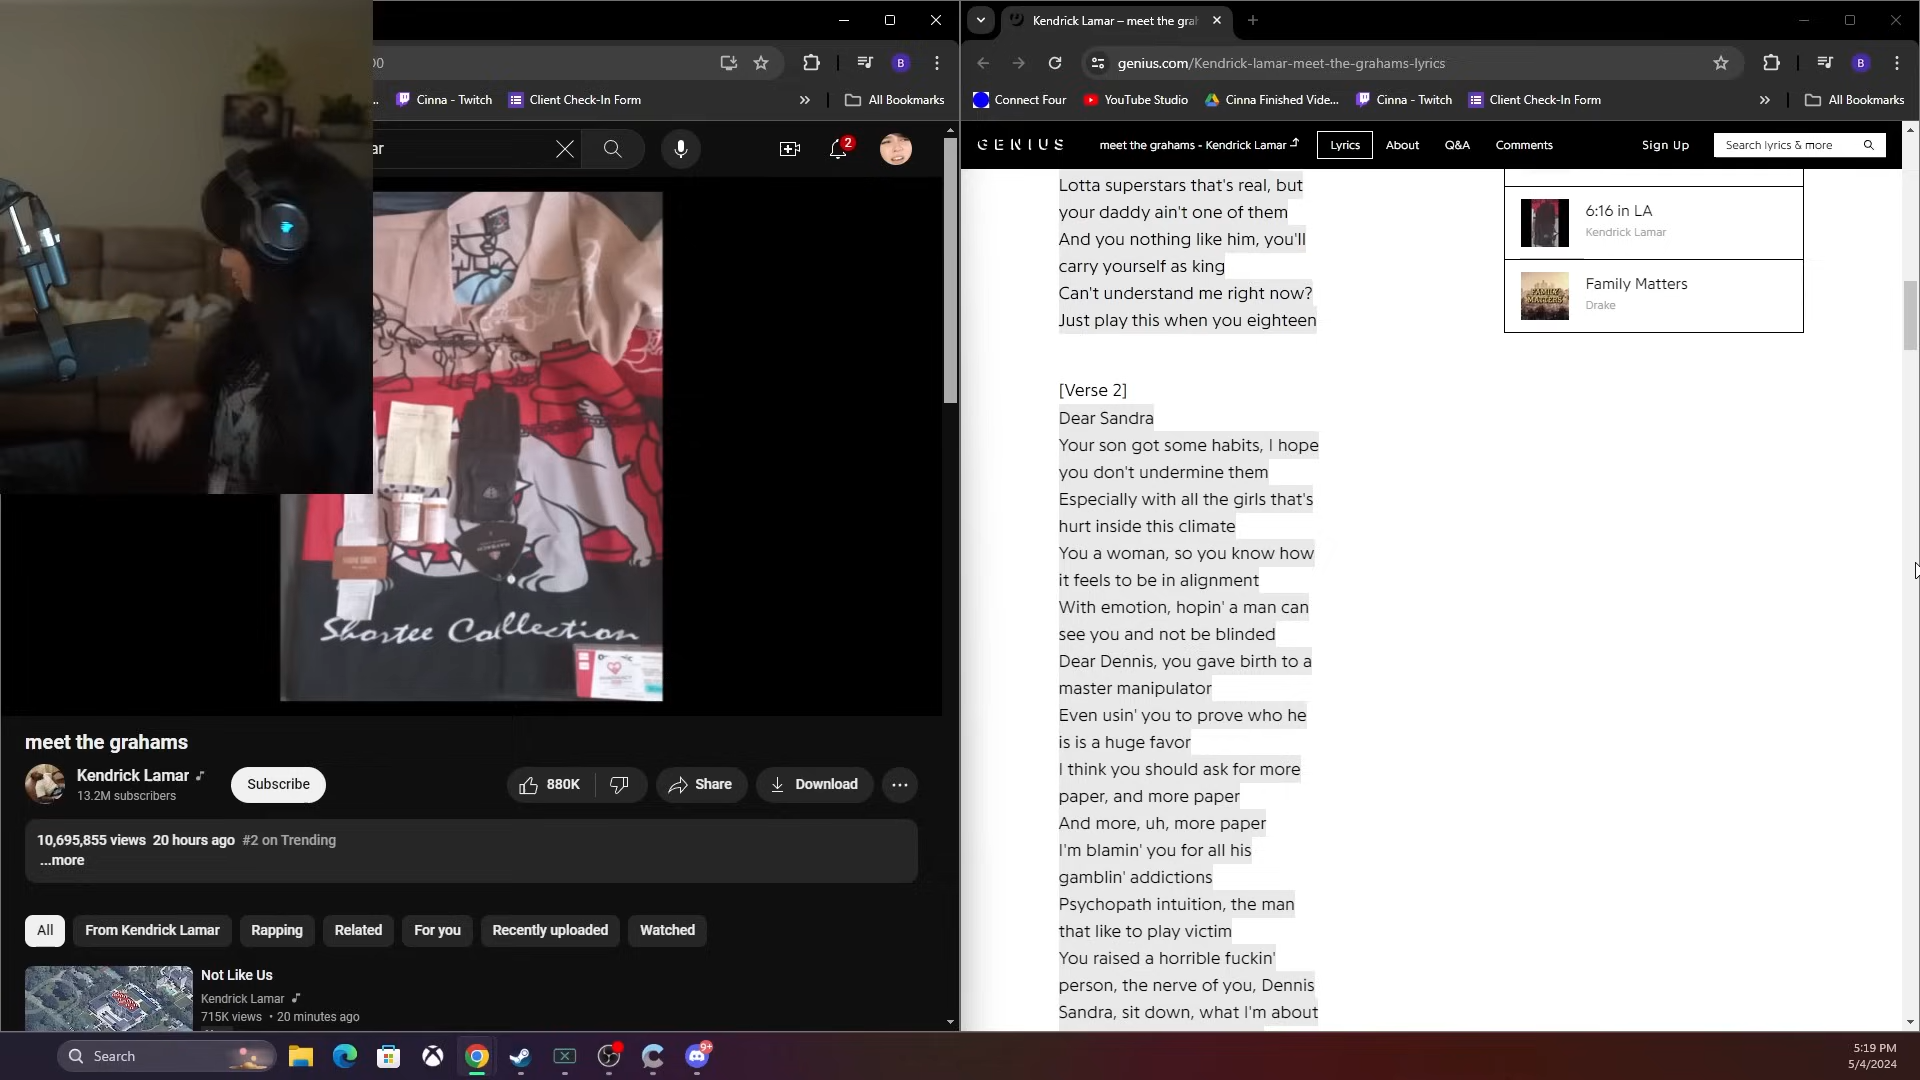 Kendrick Lamar – meet the gra
genius.com/Kendrick-lamar-meet-the-grahams-lyrics
B
B
Cinna - Twitch
Client Check-In Form
»
All Bookmarks
Connect Four
YouTube Studio
Cinna Finished Vide...
Cinna - Twitch
Client Check-In Form
»
All Bookmarks
ar
2
GENIUS
meet the grahams - Kendrick Lamar
Lyrics
About
Q&A
Comments
Sign Up
Search lyrics & more
Lotta superstars that's real, but
your daddy ain't one of them
And you nothing like him, you'll
carry yourself as king
Can't understand me right now?
Just play this when you eighteen
6:16 in LA
Kendrick Lamar
FAMILY MATTERS
Family Matters
Drake
[Verse 2]
Dear Sandra
Your son got some habits, I hope
you don't undermine them
Especially with all the girls that's
hurt inside this climate
You a woman, so you know how
it feels to be in alignment
With emotion, hopin' a man can
see you and not be blinded
Dear Dennis, you gave birth to a
master manipulator
Even usin' you to prove who he
is is a huge favor
I think you should ask for more
paper, and more paper
And more, uh, more paper
I'm blamin' you for all his
gamblin' addictions
Psychopath intuition, the man
that like to play victim
You raised a horrible fuckin'
person, the nerve of you, Dennis
Sandra, sit down, what I'm about
Shortee Collection
meet the grahams
Kendrick Lamar
13.2M subscribers
Subscribe
880K
Share
Download
10,695,855 views 20 hours ago #2 on Trending
...more
All
From Kendrick Lamar
Rapping
Related
For you
Recently uploaded
Watched
Not Like Us
Kendrick Lamar
715K views • 20 minutes ago
Search
9+
5:19 PM
5/4/2024